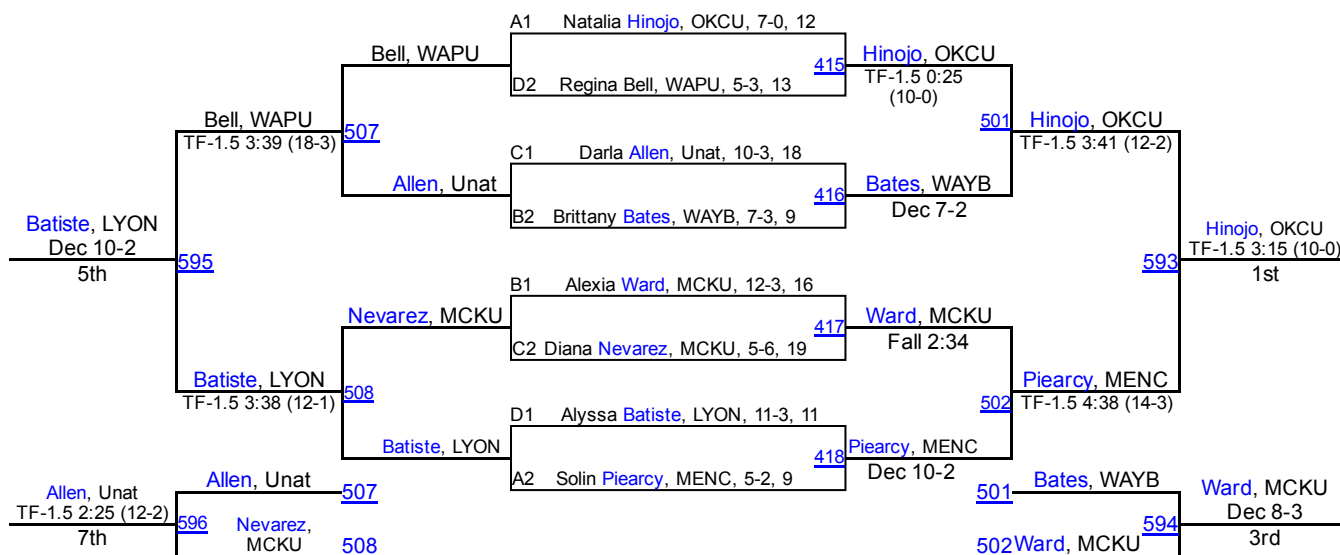 A1 Natalia Hinojo, OKCU, 7-0, 12
Bell, WAPU
415
Hinojo, OKCU
TF-1.5 0:25
(10-0)
D2 Regina Bell, WAPU, 5-3, 13
Bell, WAPU
TF-1.5 3:39 (18-3)
507
501
Hinojo, OKCU
TF-1.5 3:41 (12-2)
C1 Darla Allen, Unat, 10-3, 18
Allen, Unat
416
Bates, WAYB
Dec 7-2
B2 Brittany Bates, WAYB, 7-3, 9
Batiste, LYON
Dec 10-2
5th
595
593
Hinojo, OKCU
TF-1.5 3:15 (10-0)
1st
B1 Alexia Ward, MCKU, 12-3, 16
Nevarez, MCKU
417
Ward, MCKU
Fall 2:34
C2 Diana Nevarez, MCKU, 5-6, 19
Batiste, LYON
TF-1.5 3:38 (12-1)
508
502
Piearcy, MENC
TF-1.5 4:38 (14-3)
D1 Alyssa Batiste, LYON, 11-3, 11
Batiste, LYON
418
Piearcy, MENC
Dec 10-2
A2 Solin Piearcy, MENC, 5-2, 9
Allen, Unat
TF-1.5 2:25 (12-2)
7th
Allen, Unat
507
596
Nevarez,
MCKU
508
501
Bates, WAYB
594
502 Ward, MCKU
Ward, MCKU
Dec 8-3
3rd